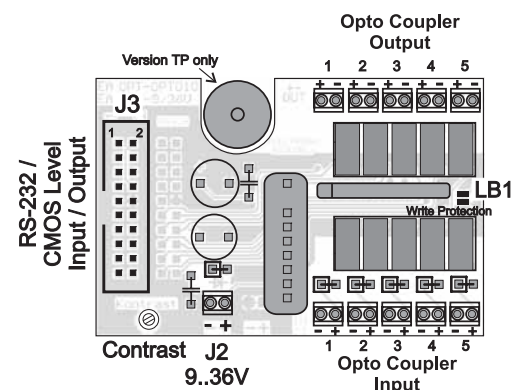 Opto Coupler
Output
Version TP only
1 2 3 4 5
+ - + - + - + - + -
J3
1 2
RS-232 /
CMOS Level
Input / Output
LB1
Write Protection
Kontrast
- +
- + - + - + - + - +
1 2 3 4 5
Contrast
J2
9..36V
Opto Coupler
Input